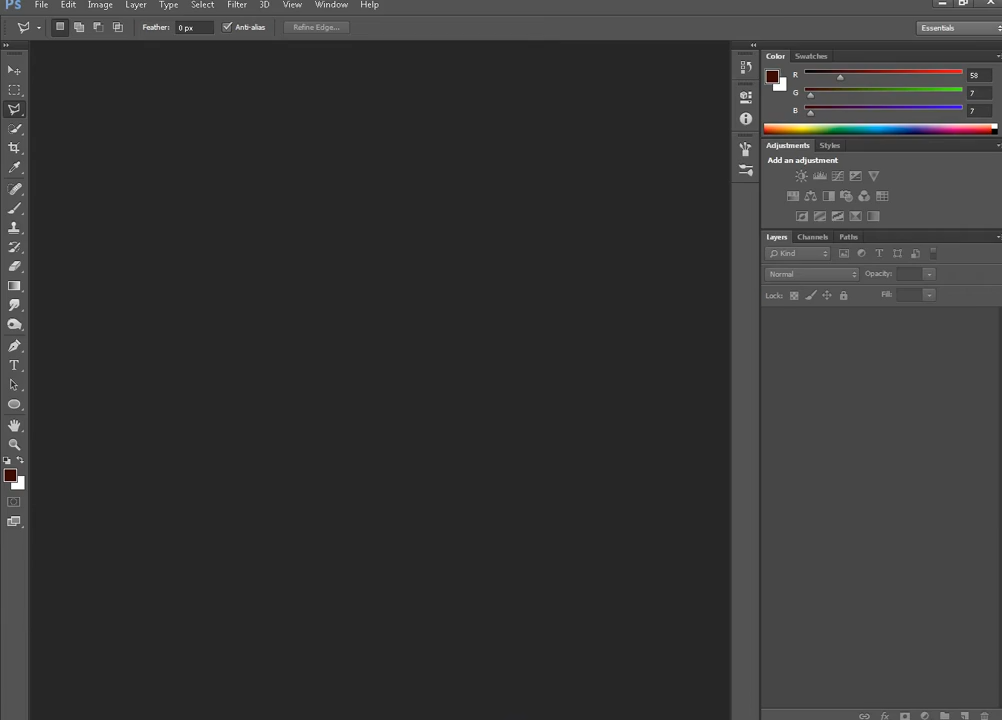 Ps File Edit Image Layer Type Select Filter 3D View Window Help
Feather: 0 px Anti-alias Refine Edge... Essentials
Color Swatches
R 58
G 7
B 7
Adjustments Styles
Add an adjustment
Layers Channels Paths
Kind
Normal Opacity:
Lock: Fill: